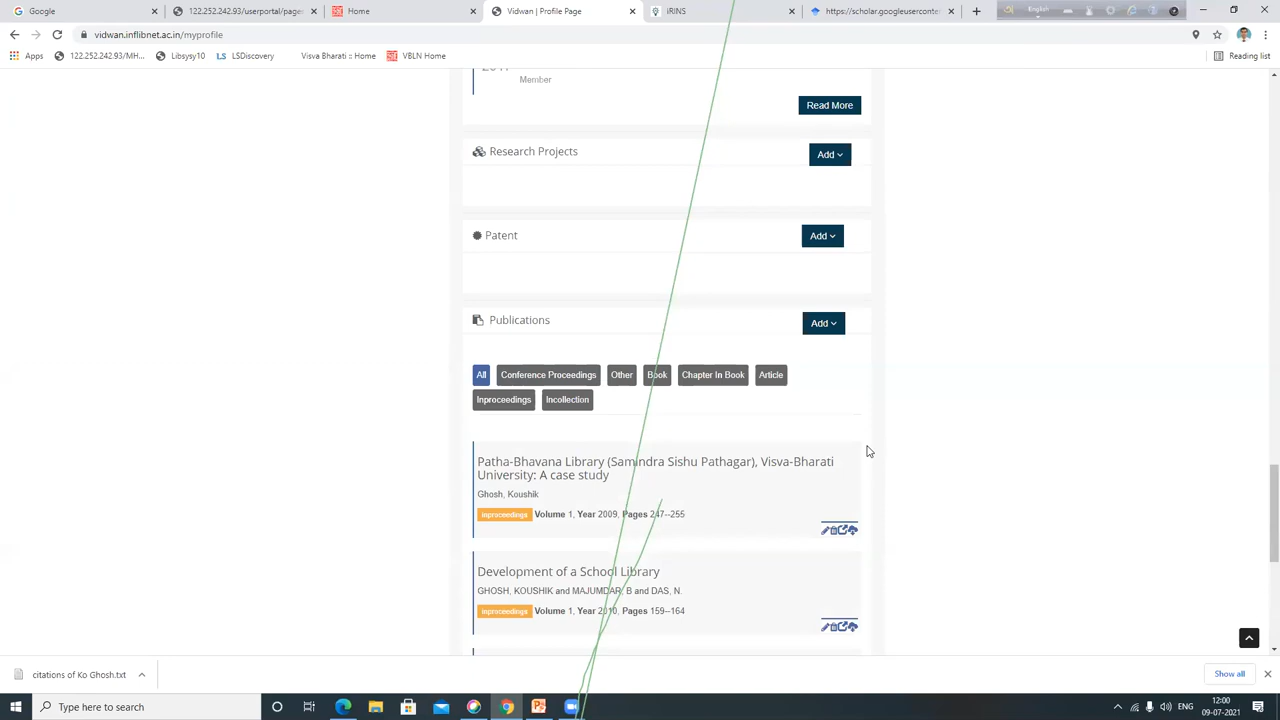 Google
122.252.242.93/userportal/pages
Home
Vidwan | Profile Page
IRINS
https://scholar.googleuserconte
English
vidwan.inflibnet.ac.in/myprofile
Apps
122.252.242.93/MH...
Libsysy10
LS LSDiscovery
Visva Bharati :: Home
VBLN Home
Reading list
Member
Read More
Research Projects
Add
Patent
Add
Publications
Add
All Conference Proceedings Other Book Chapter In Book Article
Inproceedings Incollection
Patha-Bhavana Library (Samindra Sishu Pathagar), Visva-Bharati
University: A case study
Ghosh, Koushik
inproceedings Volume 1, Year 2009, Pages 247--255
Development of a School Library
GHOSH, KOUSHIK and MAJUMDAR, B and DAS, N.
inproceedings Volume 1, Year 2010, Pages 159--164
citations of Ko Ghosh.txt
Show all
Type here to search
ENG
12:00
09-07-2021